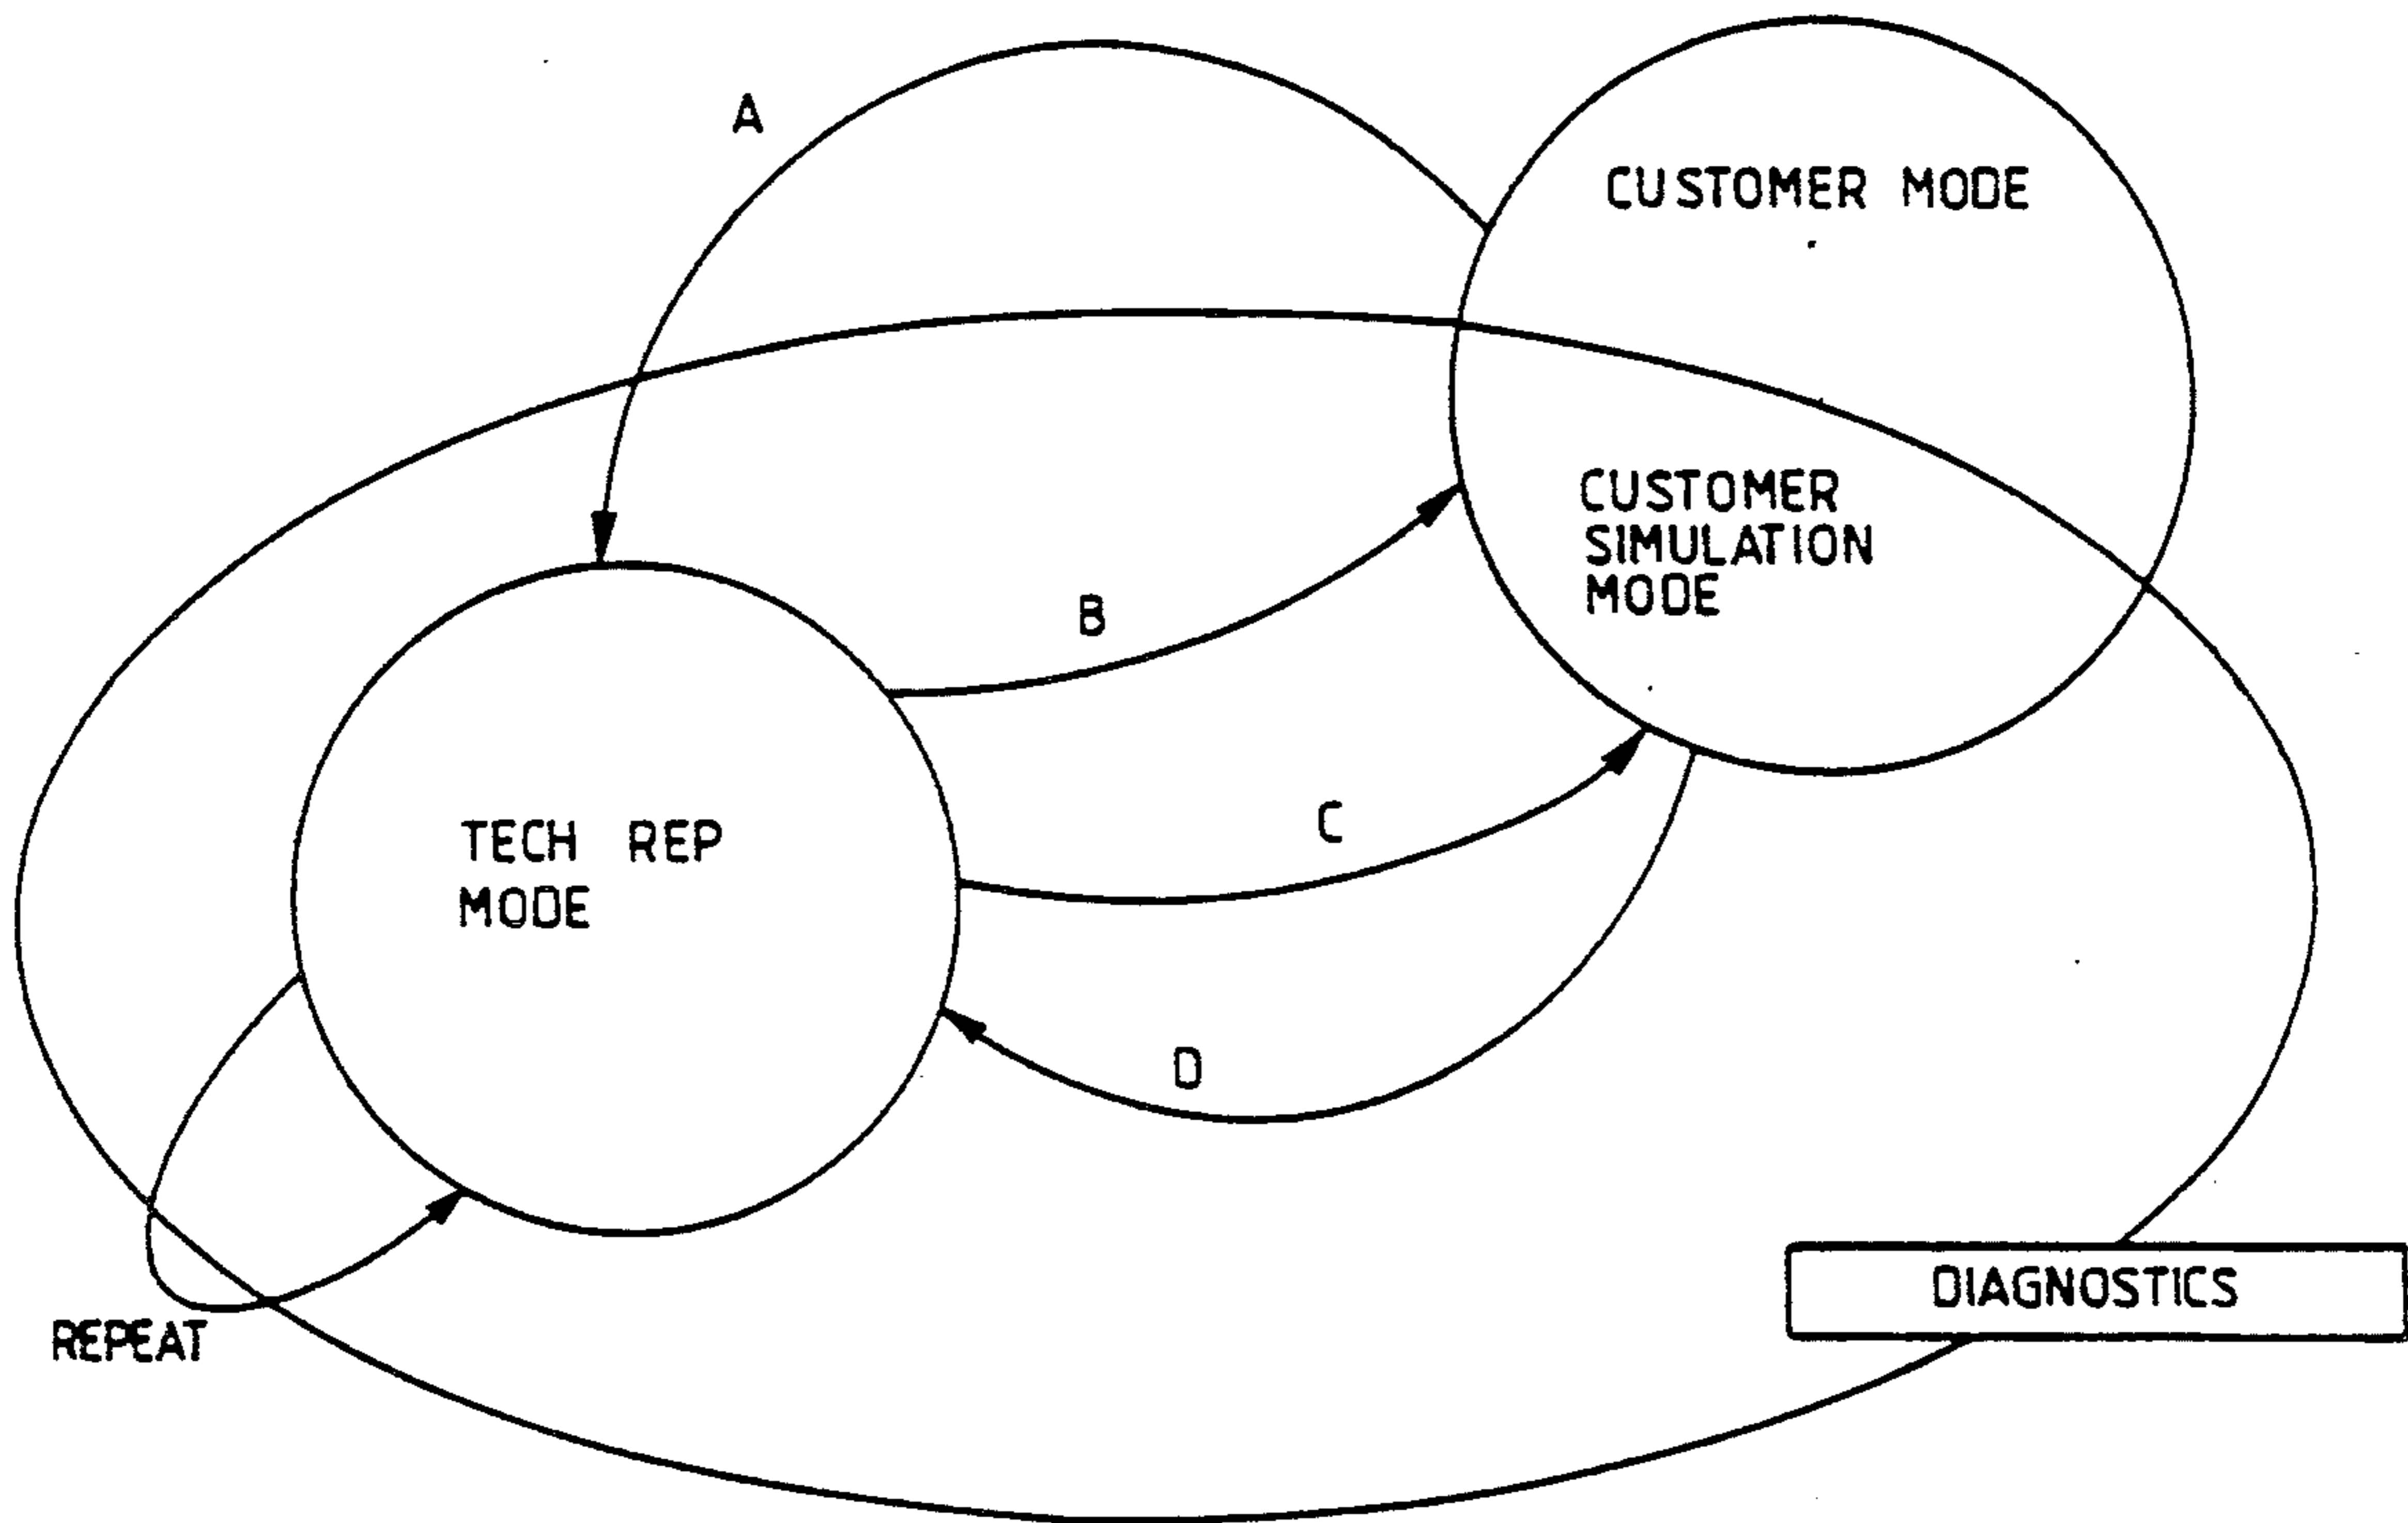 A
CUSTOMER MODE
CUSTOMER
SIMULATION
MODE
B
C
TECH REP
MODE
D
DIAGNOSTICS
REPEAT